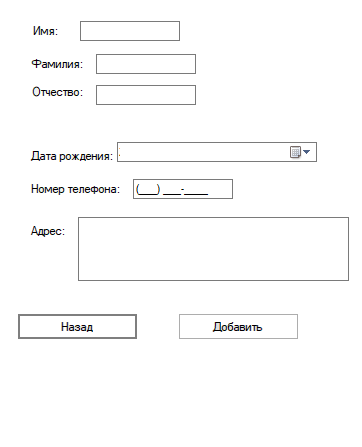 Имя:
Фамилия:
Отчество:
Дата рождения: .
Номер телефона: (___) ___-____
Адрес:
Назад Добавить